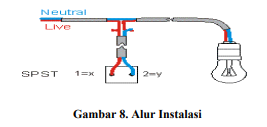 Neutral
Live
SPST 1=x 2=y
Gambar 8. Alur Instalasi